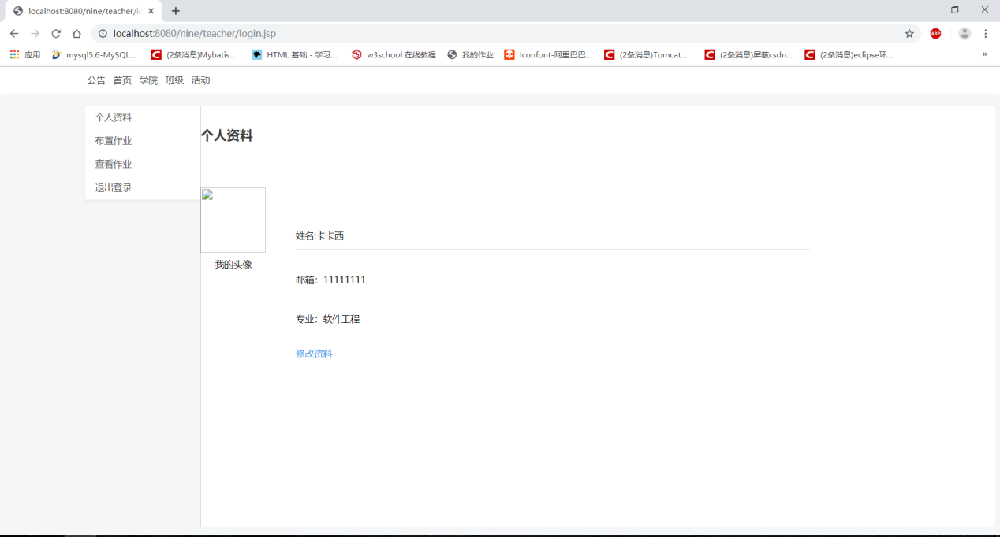 localhost:8080/nine/teacher/lo
localhost:8080/nine/teacher/login.jsp
ABP
应用 mysql5.6-MySQL... (2条消息)Mybatis... HTML 基础 - 学习... w3school 在线教程 我的作业 Iconfont-阿里巴巴... (2条消息)Tomcat... (2条消息)屏蔽csdn... (2条消息)eclipse环... »
公告 首页 学院 班级 活动
个人资料
布置作业
查看作业
退出登录
个人资料
我的头像
姓名:卡卡西
邮箱：11111111
专业：软件工程
修改资料